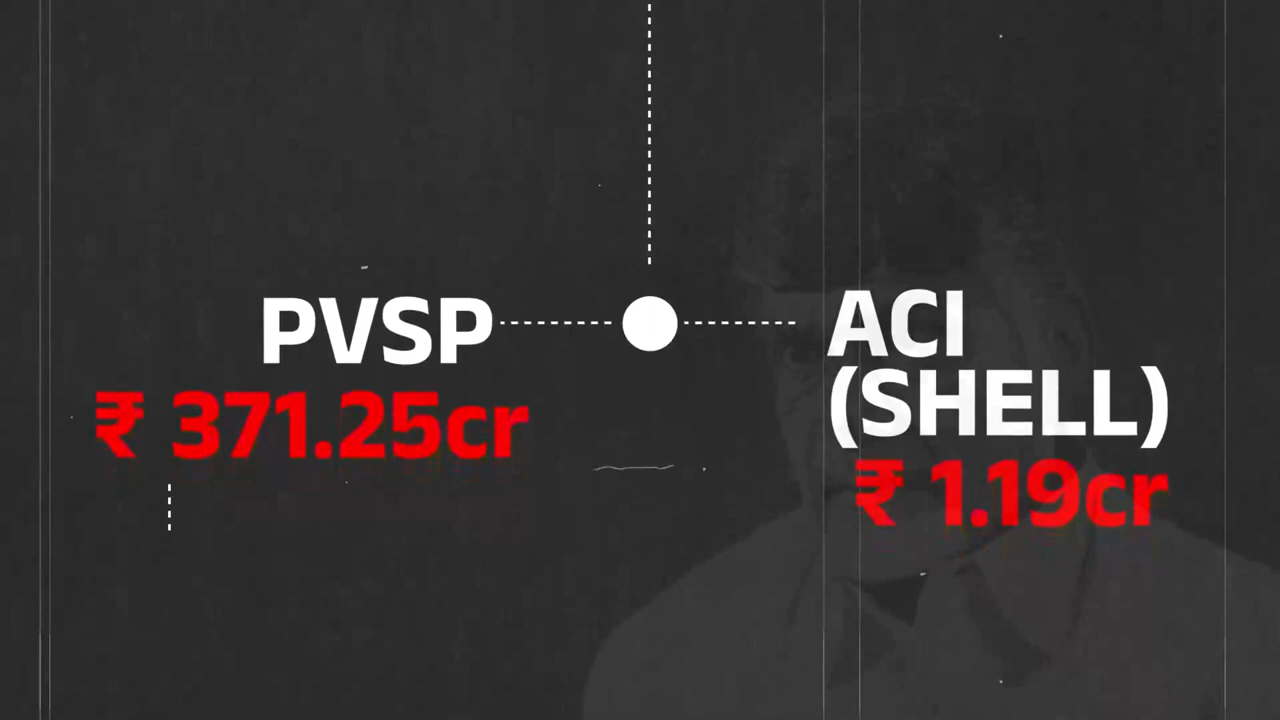 PVSP
₹ 371.25cr
ACI
(SHELL)
₹ 1.19cr